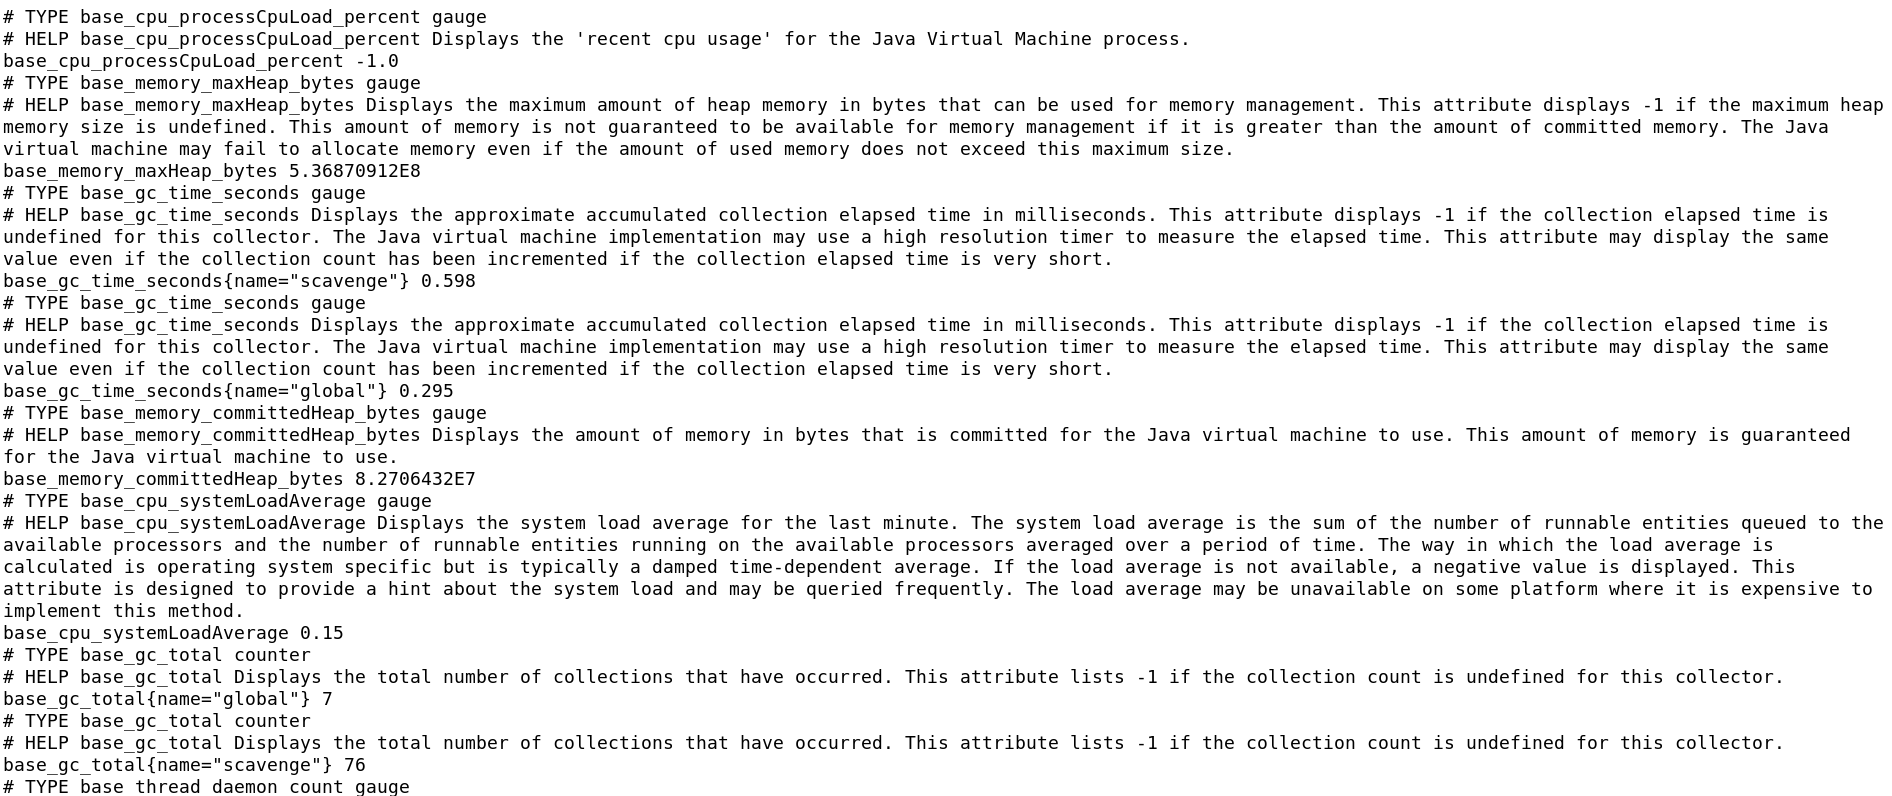 # TYPE base_cpu_processCpuLoad_percent gauge
# HELP base_cpu_processCpuLoad_percent Displays the 'recent cpu usage' for the Java Virtual Machine process.
base_cpu_processCpuLoad_percent -1.0
# TYPE base_memory_maxHeap_bytes gauge
# HELP base_memory_maxHeap_bytes Displays the maximum amount of heap memory in bytes that can be used for memory management. This attribute displays -1 if the maximum heap
memory size is undefined. This amount of memory is not guaranteed to be available for memory management if it is greater than the amount of committed memory. The Java
virtual machine may fail to allocate memory even if the amount of used memory does not exceed this maximum size.
base_memory_maxHeap_bytes 5.36870912E8
# TYPE base_gc_time_seconds gauge
# HELP base_gc_time_seconds Displays the approximate accumulated collection elapsed time in milliseconds. This attribute displays -1 if the collection elapsed time is
undefined for this collector. The Java virtual machine implementation may use a high resolution timer to measure the elapsed time. This attribute may display the same
value even if the collection count has been incremented if the collection elapsed time is very short.
base_gc_time_seconds{name="scavenge"} 0.598
# TYPE base_gc_time_seconds gauge
# HELP base_gc_time_seconds Displays the approximate accumulated collection elapsed time in milliseconds. This attribute displays -1 if the collection elapsed time is
undefined for this collector. The Java virtual machine implementation may use a high resolution timer to measure the elapsed time. This attribute may display the same
value even if the collection count has been incremented if the collection elapsed time is very short.
base_gc_time_seconds{name="global"} 0.295
# TYPE base_memory_committedHeap_bytes gauge
# HELP base_memory_committedHeap_bytes Displays the amount of memory in bytes that is committed for the Java virtual machine to use. This amount of memory is guaranteed
for the Java virtual machine to use.
base_memory_committedHeap_bytes 8.2706432E7
# TYPE base_cpu_systemLoadAverage gauge
# HELP base_cpu_systemLoadAverage Displays the system load average for the last minute. The system load average is the sum of the number of runnable entities queued to the
available processors and the number of runnable entities running on the available processors averaged over a period of time. The way in which the load average is
calculated is operating system specific but is typically a damped time-dependent average. If the load average is not available, a negative value is displayed. This
attribute is designed to provide a hint about the system load and may be queried frequently. The load average may be unavailable on some platform where it is expensive to
implement this method.
base_cpu_systemLoadAverage 0.15
# TYPE base_gc_total counter
# HELP base_gc_total Displays the total number of collections that have occurred. This attribute lists -1 if the collection count is undefined for this collector.
base_gc_total{name="global"} 7
# TYPE base_gc_total counter
# HELP base_gc_total Displays the total number of collections that have occurred. This attribute lists -1 if the collection count is undefined for this collector.
base_gc_total{name="scavenge"} 76
# TYPE base_thread_daemon_count gauge